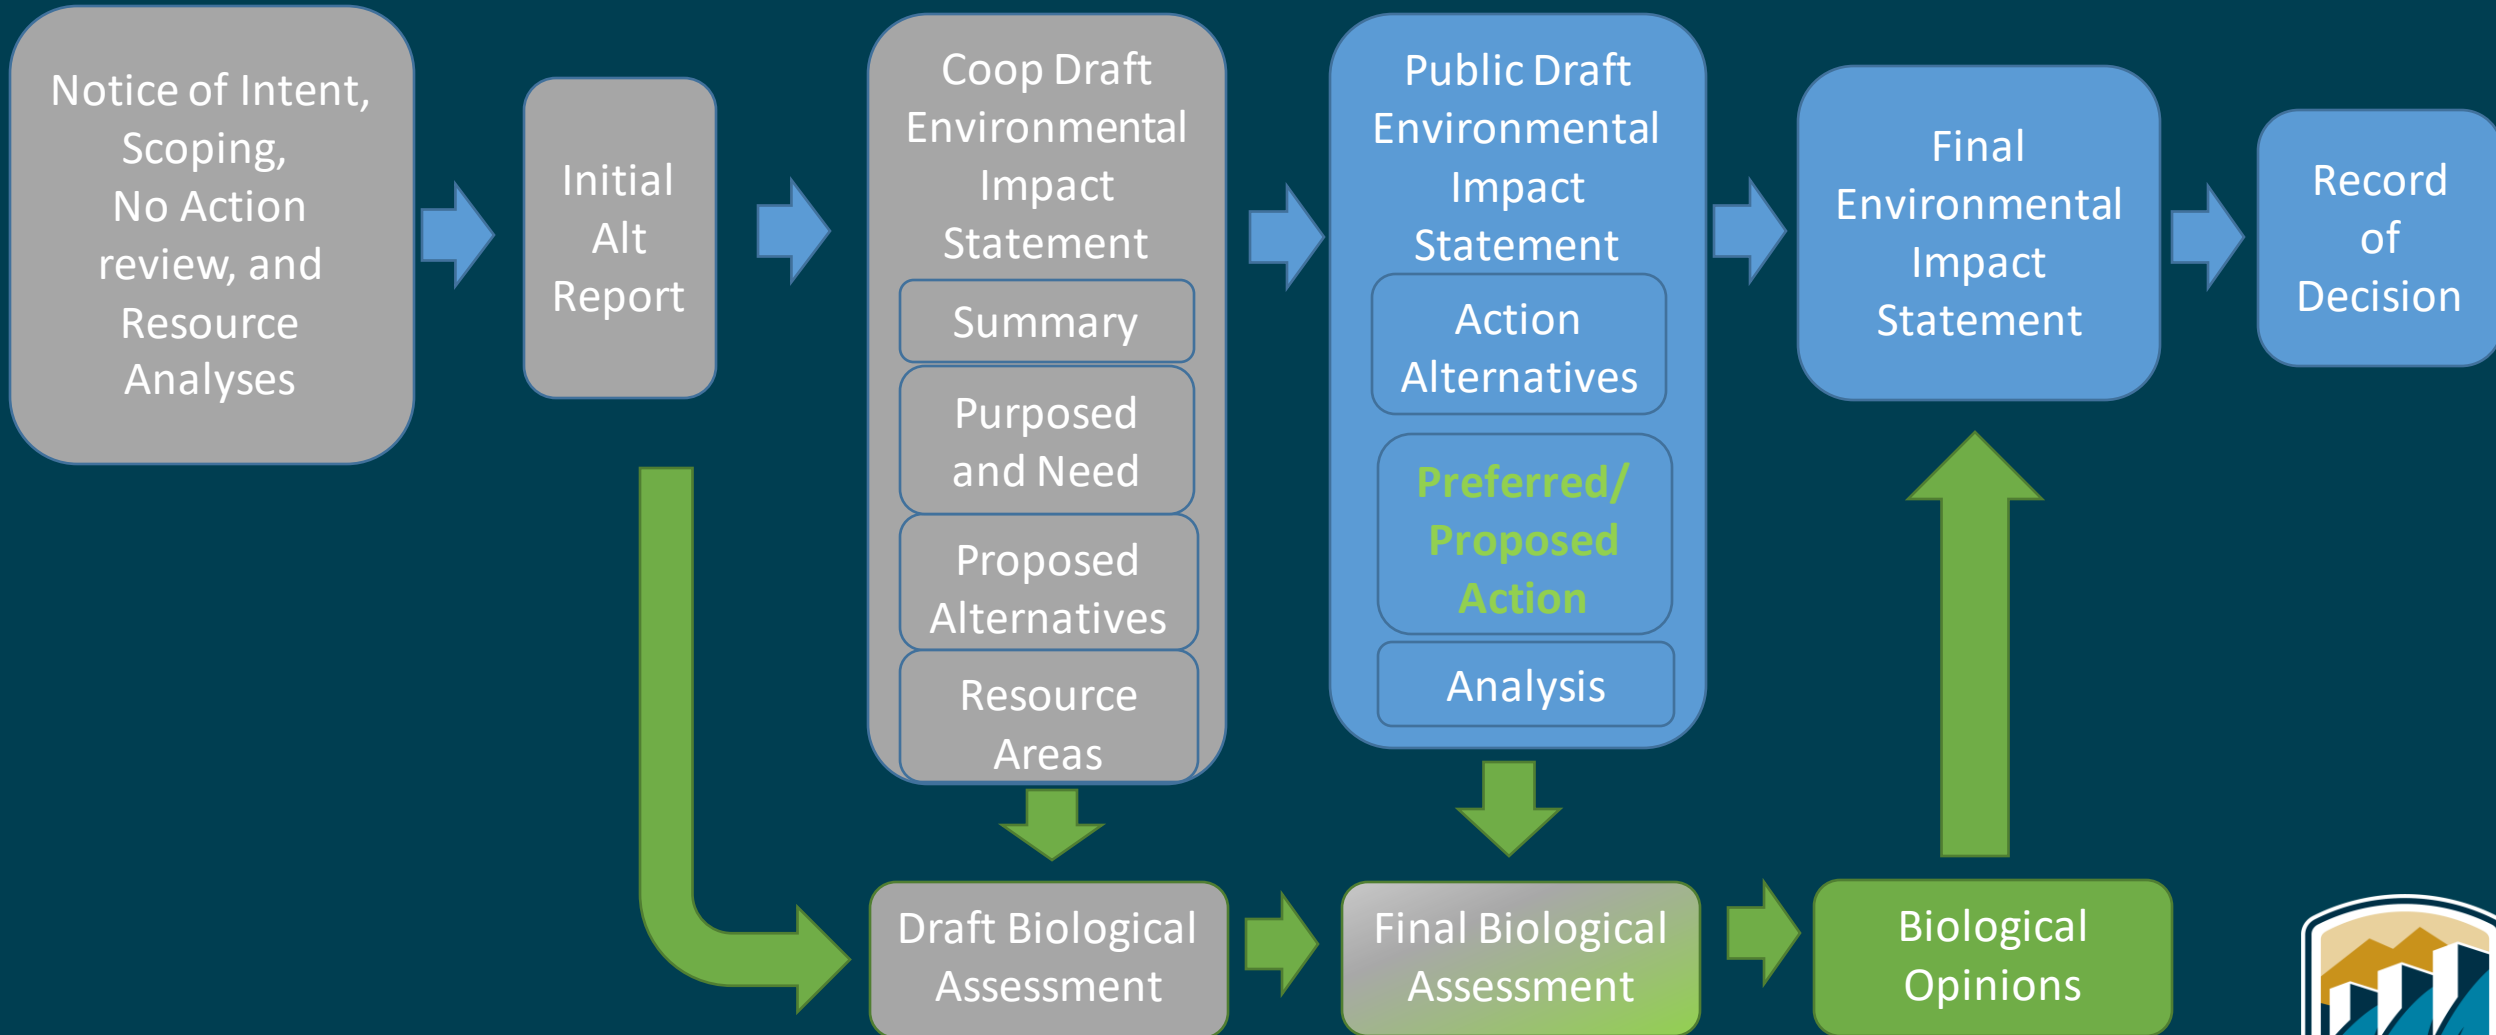 Notice of Intent,
Scoping,
No Action
review, and
Resource
Analyses
Initial
Alt
Report
Coop Draft
Environmental
Impact
Statement
Summary
Purposed
and Need
Proposed
Alternatives
Resource
Areas
Public Draft
Environmental
Impact
Statement
Action
Alternatives
Preferred/
Proposed
Action
Analysis
Final
Environmental
Impact
Statement
Record
of
Decision
Draft Biological
Assessment
Final Biological
Assessment
Biological
Opinions